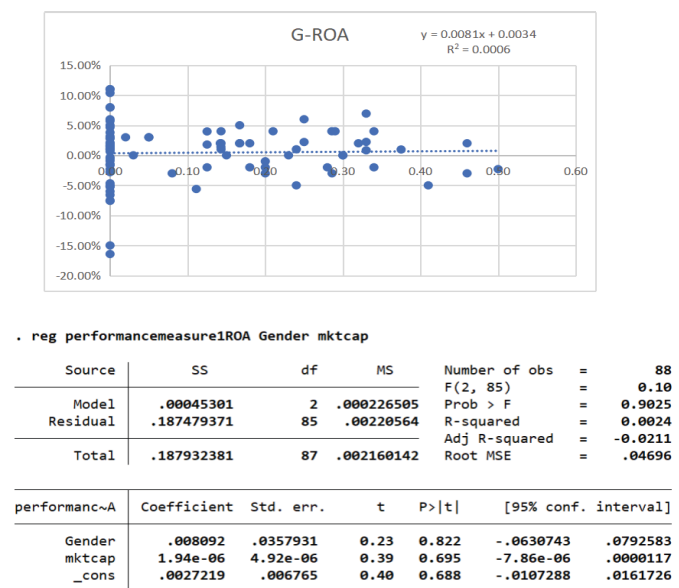 G-ROA
y = 0.0081x + 0.0034
R² = 0.0006
15.00%
10.00%
5.00%
0.00%
0.00 0.10 0.20 0.30 0.40 0.50 0.60
-5.00%
-10.00%
-15.00%
-20.00%
. reg performancemeasure1ROA Gender mktcap
Source SS df MS Number of obs = 88
F(2, 85) = 0.10
Model .00045301 2 .000226505 Prob > F = 0.9025
Residual .187479371 85 .00220564 R-squared = 0.0024
Adj R-squared = -0.0211
Total .187932381 87 .002160142 Root MSE = .04696
performanc~A Coefficient Std. err. t P>|t| [95% conf. interval]
Gender .008092 .0357931 0.23 0.822 -.0630743 .0792583
mktcap 1.94e-06 4.92e-06 0.39 0.695 -7.86e-06 .0000117
_cons .0027219 .006765 0.40 0.688 -.0107288 .0161726